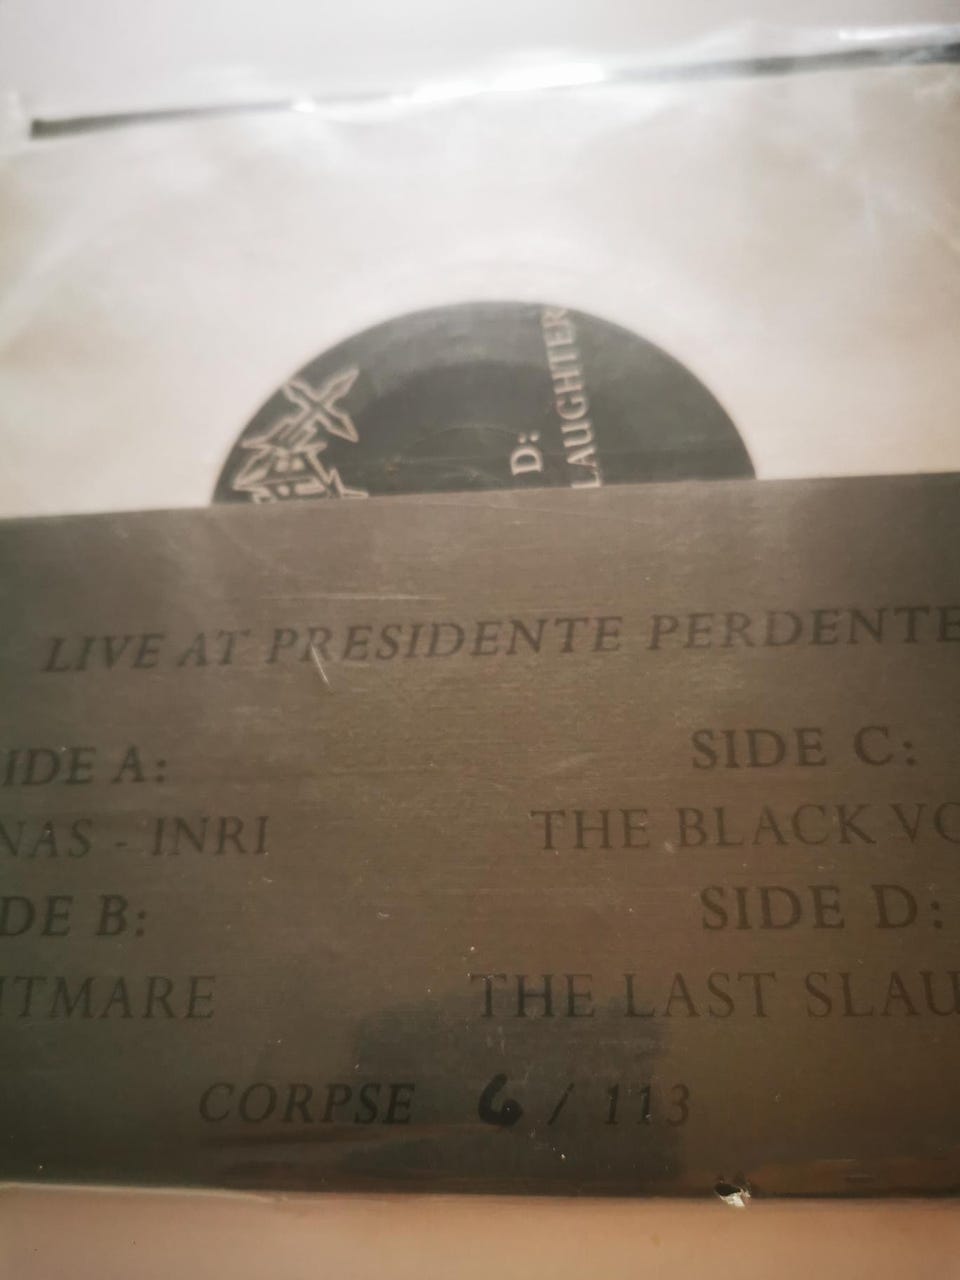 D:
LAUGHTER
LIVE AT PRESIDENTE PERDENTE
IDE A:
NAS - INRI
DE B:
TMARE
SIDE C:
THE BLACK VO
SIDE D:
THE LAST SLAU
CORPSE 6 / 113